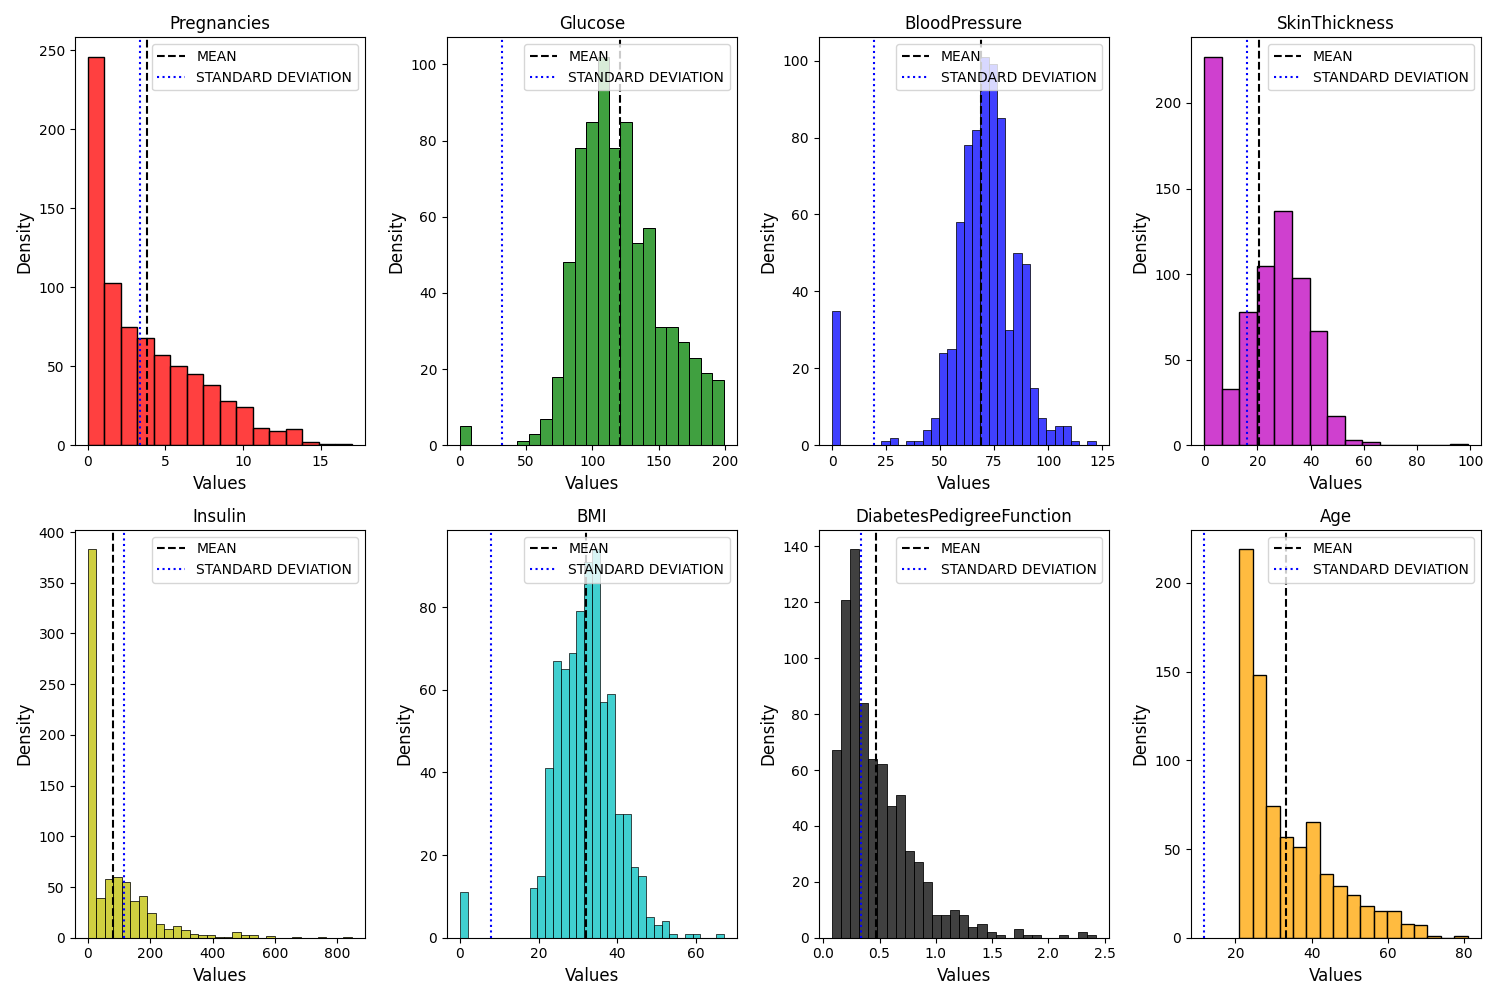 Pregnancies
MEAN
STANDARD DEVIATION
Density
250
200
150
100
50
0
0 5 10 15
Values
Glucose
MEAN
STANDARD DEVIATION
Density
100
80
60
40
20
0
0 50 100 150 200
Values
BloodPressure
MEAN
STANDARD DEVIATION
Density
100
80
60
40
20
0
0 25 50 75 100 125
Values
SkinThickness
MEAN
STANDARD DEVIATION
Density
200
150
100
50
0
0 20 40 60 80 100
Values
Insulin
MEAN
STANDARD DEVIATION
Density
400
350
300
250
200
150
100
50
0
0 200 400 600 800
Values
BMI
MEAN
STANDARD DEVIATION
Density
80
60
40
20
0
0 20 40 60
Values
DiabetesPedigreeFunction
MEAN
STANDARD DEVIATION
Density
140
120
100
80
60
40
20
0
0.0 0.5 1.0 1.5 2.0 2.5
Values
Age
MEAN
STANDARD DEVIATION
Density
200
150
100
50
0
20 40 60 80
Values